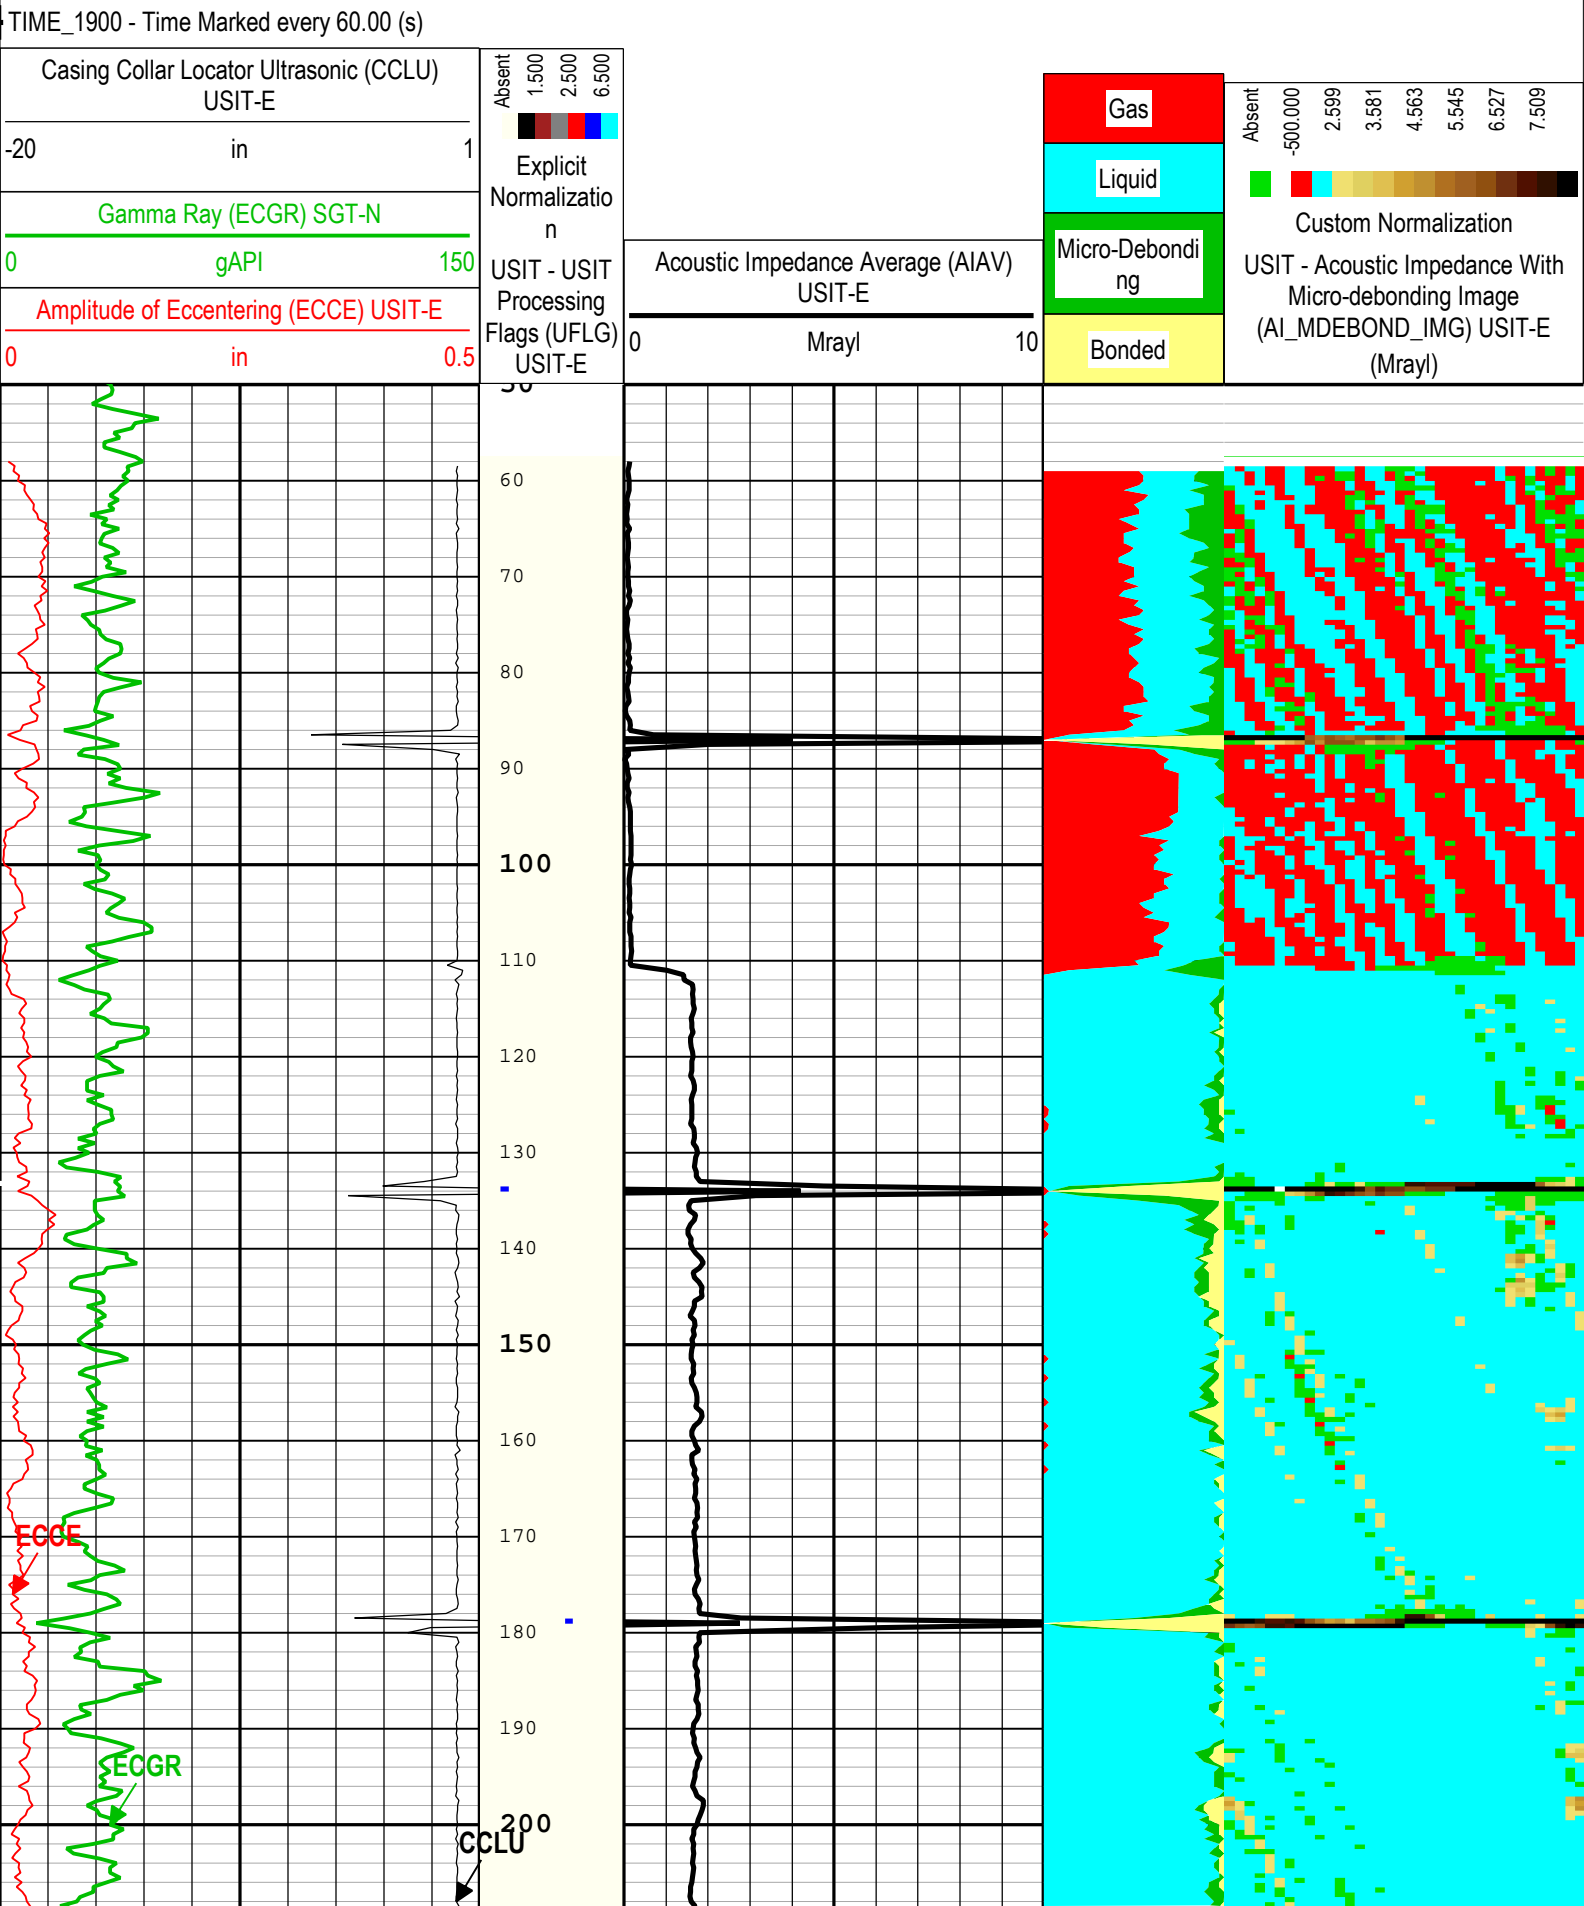 TIME_1900 - Time Marked every 60.00 (s)
Casing Collar Locator Ultrasonic (CCLU)
USIT-E
-20 in 1
Gamma Ray (ECGR) SGT-N
0 gAPI 150
Amplitude of Eccentering (ECCE) USIT-E
0 in 0.5
Absent
1.500
2.500
6.500
Explicit
Normalizatio
n
USIT - USIT
Processing
Flags (UFLG)
USIT-E
Acoustic Impedance Average (AIAV)
USIT-E
0 Mrayl 10
Gas
Liquid
Micro-Debondi
ng
Bonded
Absent
-500.000
2.599
3.581
4.563
5.545
6.527
7.509
Custom Normalization
USIT - Acoustic Impedance With
Micro-debonding Image
(AI_MDEBOND_IMG) USIT-E
(Mrayl)
60
70
80
90
100
110
120
130
140
150
160
170
ECCE
180
190
ECGR
200
CCLU